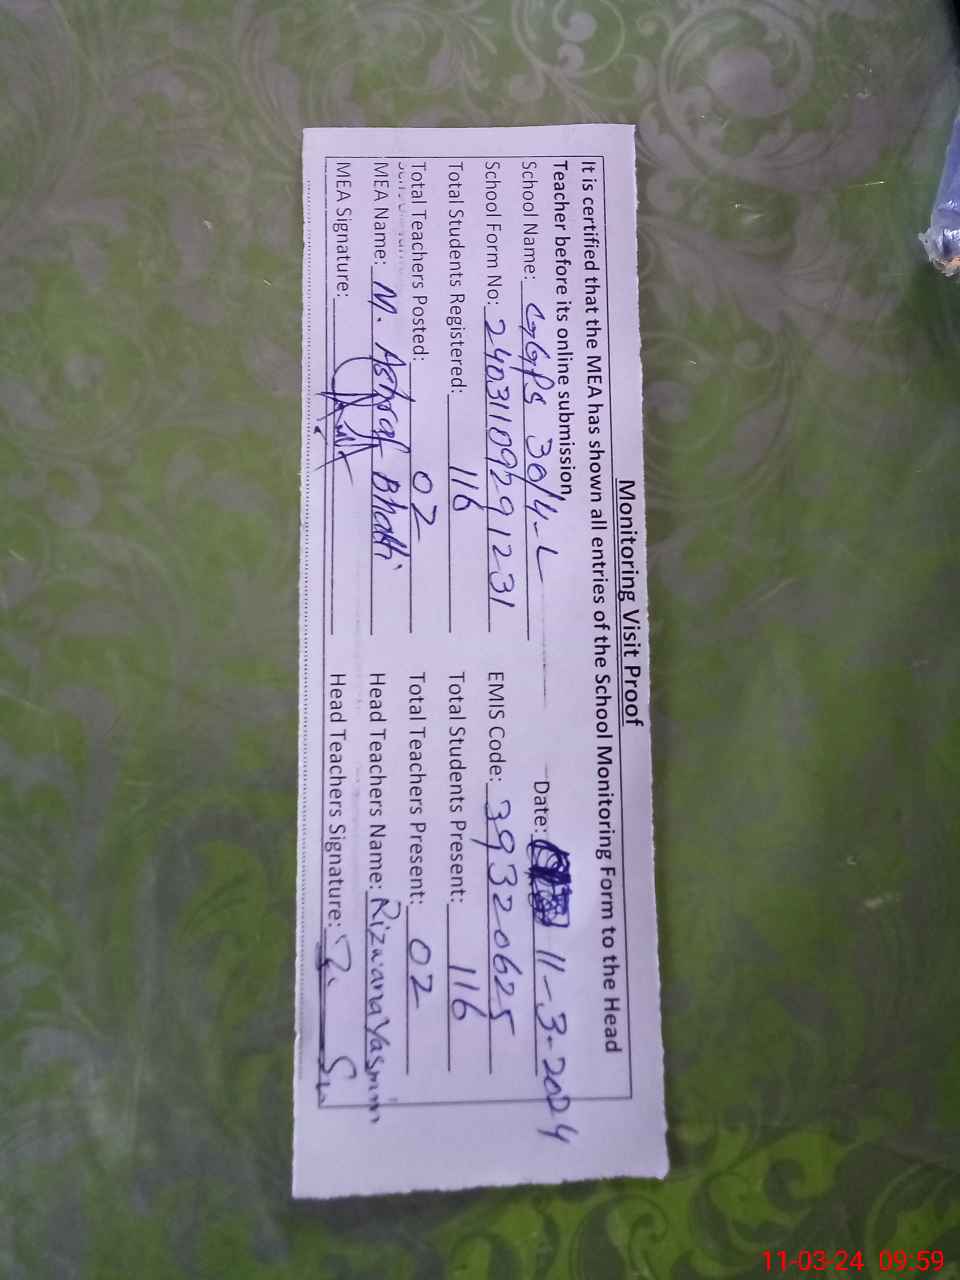 Monitoring Visit Proof
It is certified that the MEA has shown all entries of the School Monitoring Form to the Head
Teacher before its online submission,
School Name: GGPS 30/4-L Date: 11-3-2024
School Form No: 24031109291231 EMIS Code: 39320625
Total Students Registered: 116 Total Students Present: 116
Total Teachers Posted: 02 Total Teachers Present: 02
MEA Name: M. Ashraf Bhatti Head Teachers Name: Rizwana Yasmin
MEA Signature: Head Teachers Signature:
11-03-24 09:59